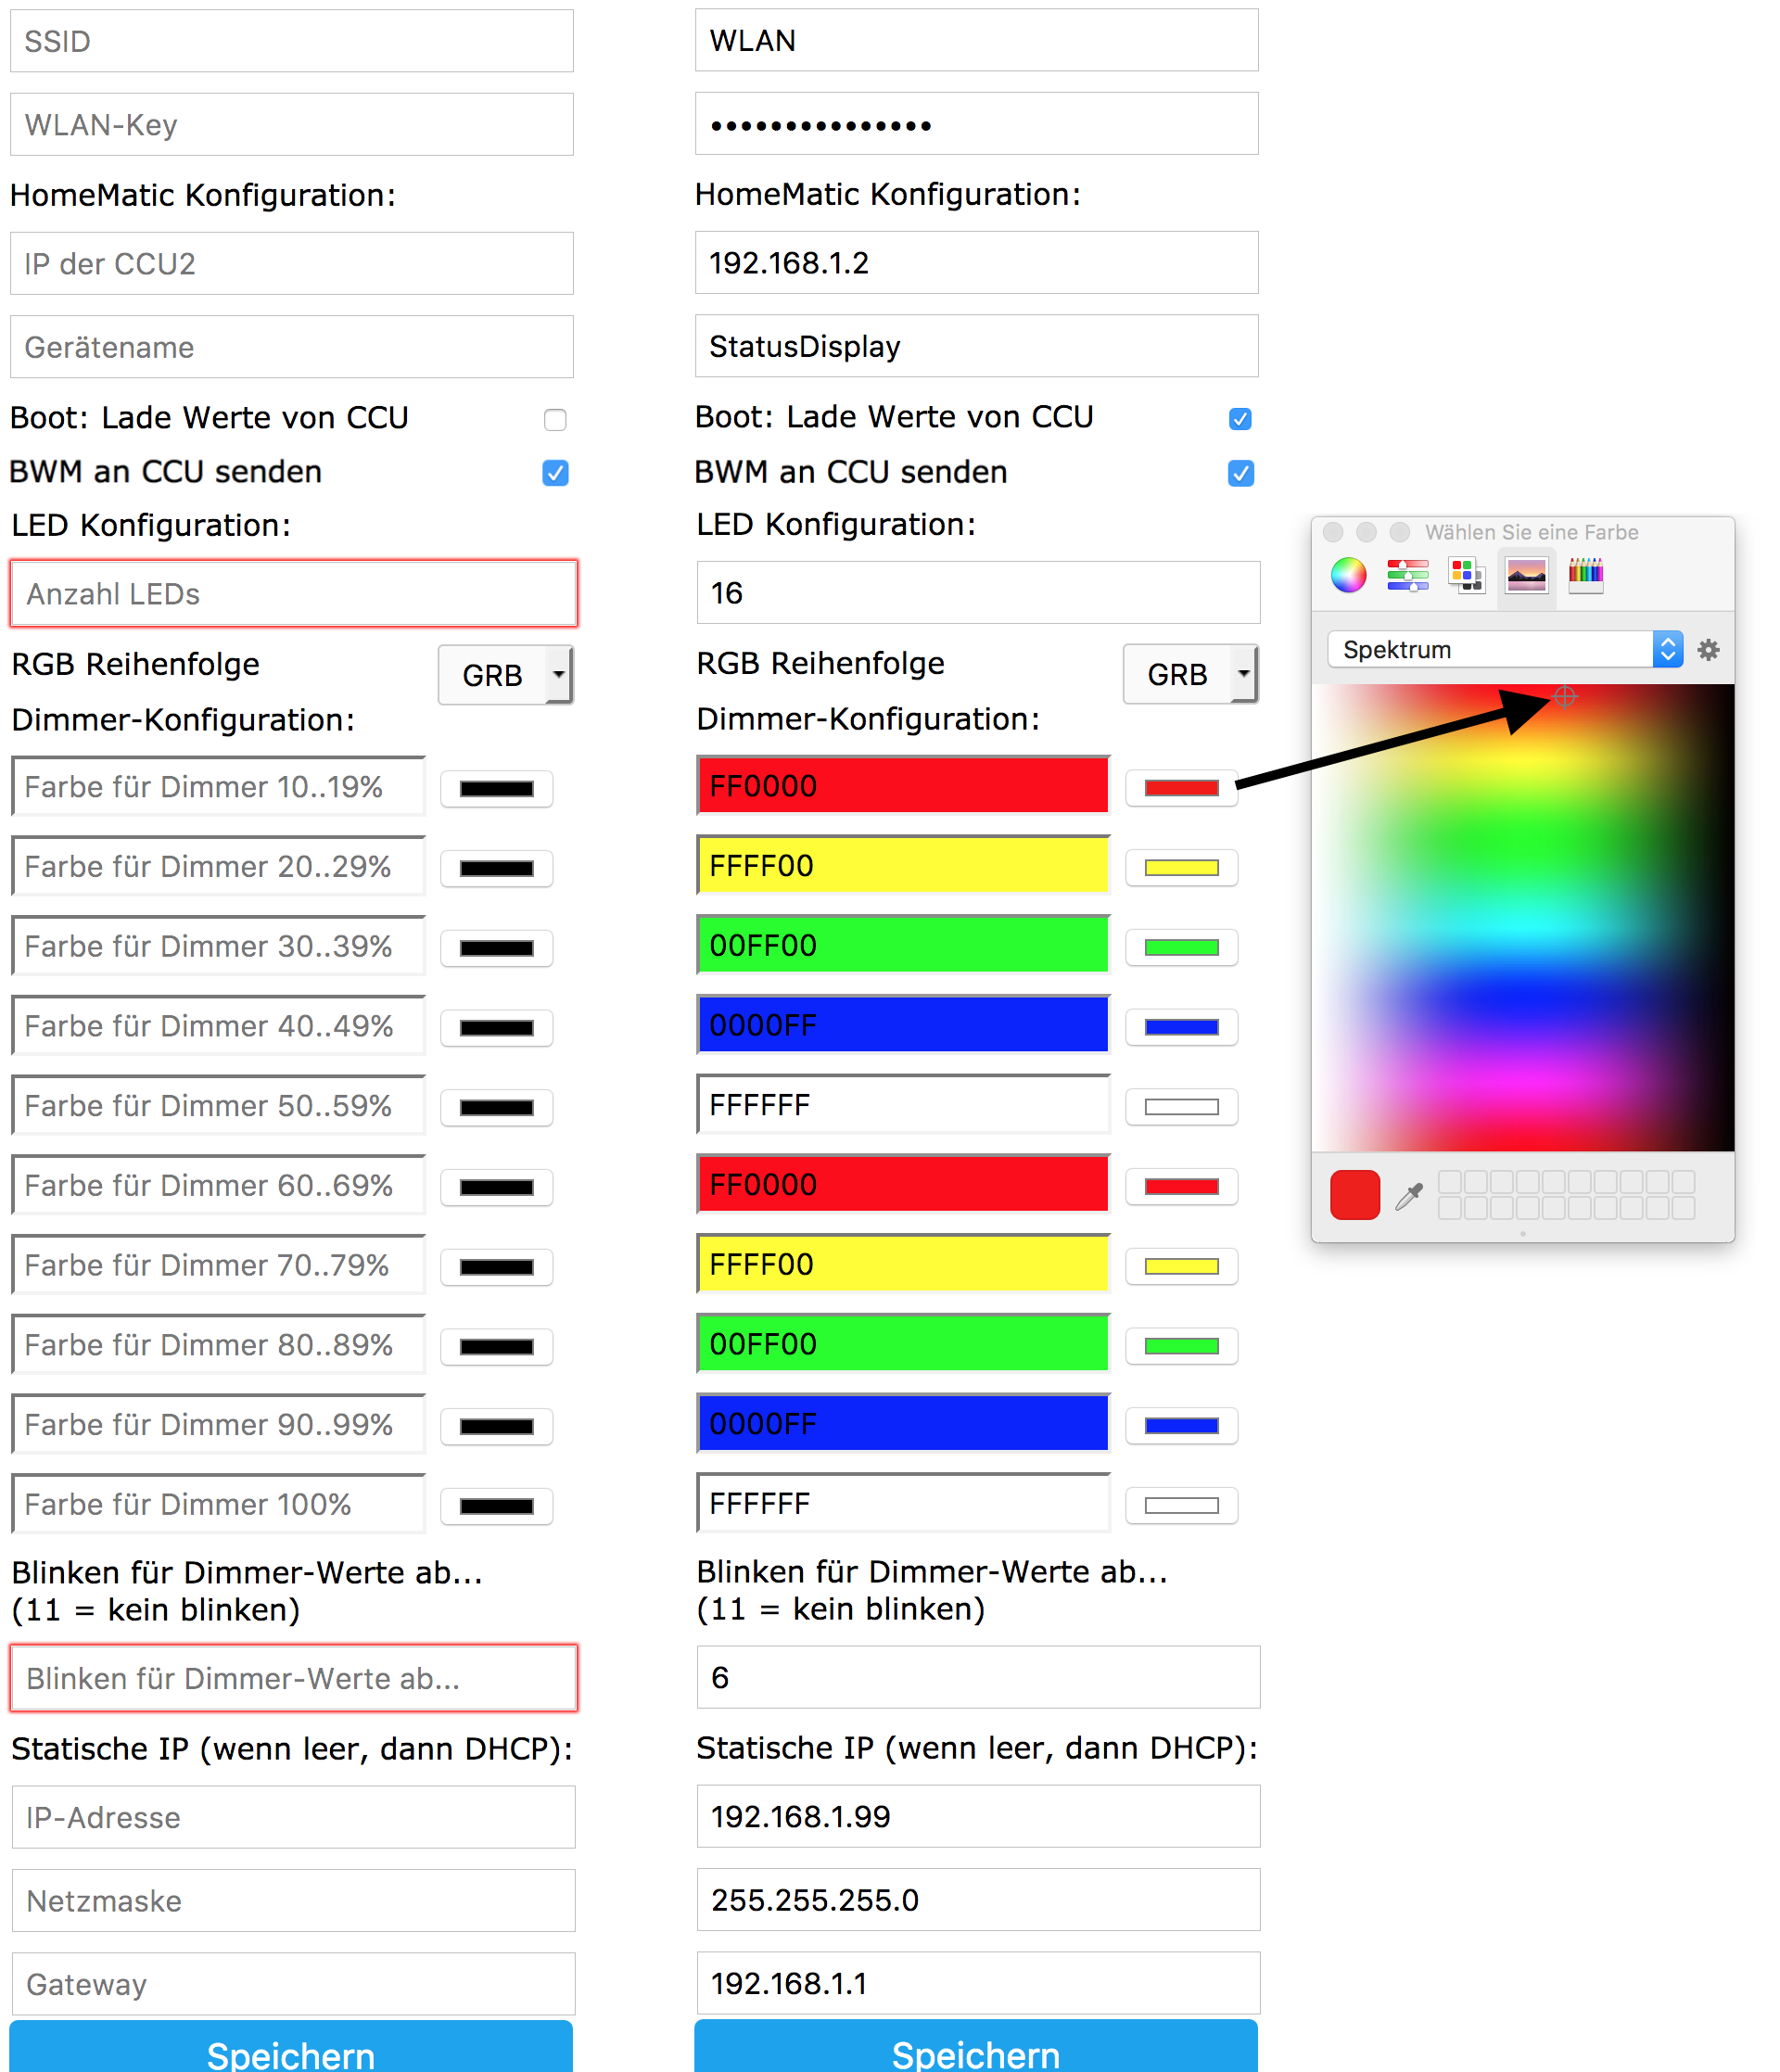 SSID
WLAN-Key
HomeMatic Konfiguration:
IP der CCU2
Gerätename
Boot: Lade Werte von CCU
BWM an CCU senden
LED Konfiguration:
Anzahl LEDs
RGB Reihenfolge
GRB
Dimmer-Konfiguration:
Farbe für Dimmer 10..19%
Farbe für Dimmer 20..29%
Farbe für Dimmer 30..39%
Farbe für Dimmer 40..49%
Farbe für Dimmer 50..59%
Farbe für Dimmer 60..69%
Farbe für Dimmer 70..79%
Farbe für Dimmer 80..89%
Farbe für Dimmer 90..99%
Farbe für Dimmer 100%
Blinken für Dimmer-Werte ab...
(11 = kein blinken)
Blinken für Dimmer-Werte ab...
Statische IP (wenn leer, dann DHCP):
IP-Adresse
Netzmaske
Gateway
Speichern
WLAN
•••••••••••••••
HomeMatic Konfiguration:
192.168.1.2
StatusDisplay
Boot: Lade Werte von CCU
BWM an CCU senden
LED Konfiguration:
16
RGB Reihenfolge
GRB
Dimmer-Konfiguration:
FF0000
FFFF00
00FF00
0000FF
FFFFFF
FF0000
FFFF00
00FF00
0000FF
FFFFFF
Blinken für Dimmer-Werte ab...
(11 = kein blinken)
6
Statische IP (wenn leer, dann DHCP):
192.168.1.99
255.255.255.0
192.168.1.1
Speichern
Wählen Sie eine Farbe
Spektrum